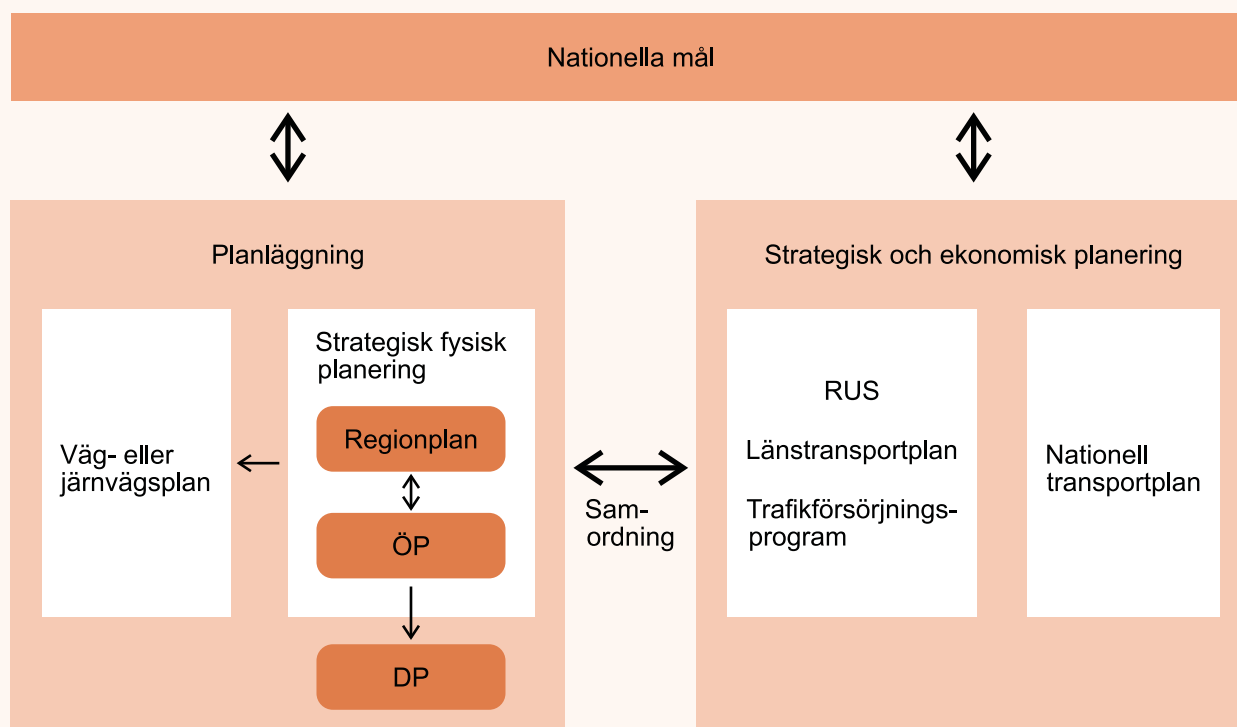 Nationella mål
Planläggning
Väg- eller
järnvägsplan
Strategisk fysisk
planering
Regionplan
ÖP
DP
Sam-
ordning
Strategisk och ekonomisk planering
RUS
Länstransportplan
Trafikförsörjnings-
program
Nationell
transportplan